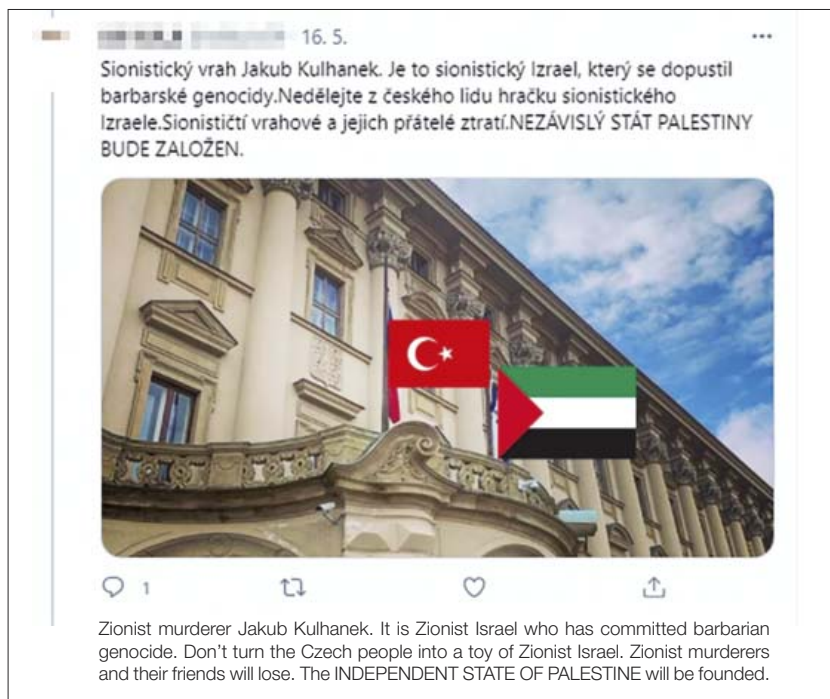 16. 5.
Sionistický vrah Jakub Kulhanek. Je to sionistický Izrael, který se dopustil
barbarské genocidy.Nedělejte z českého lidu hračku sionistického
Izraele.Sionističtí vrahové a jejich přátelé ztratí.NEZÁVISLÝ STÁT PALESTINY
BUDE ZALOŽEN.
1
Zionist murderer Jakub Kulhanek. It is Zionist Israel who has committed barbarian
genocide. Don’t turn the Czech people into a toy of Zionist Israel. Zionist murderers
and their friends will lose. The INDEPENDENT STATE OF PALESTINE will be founded.